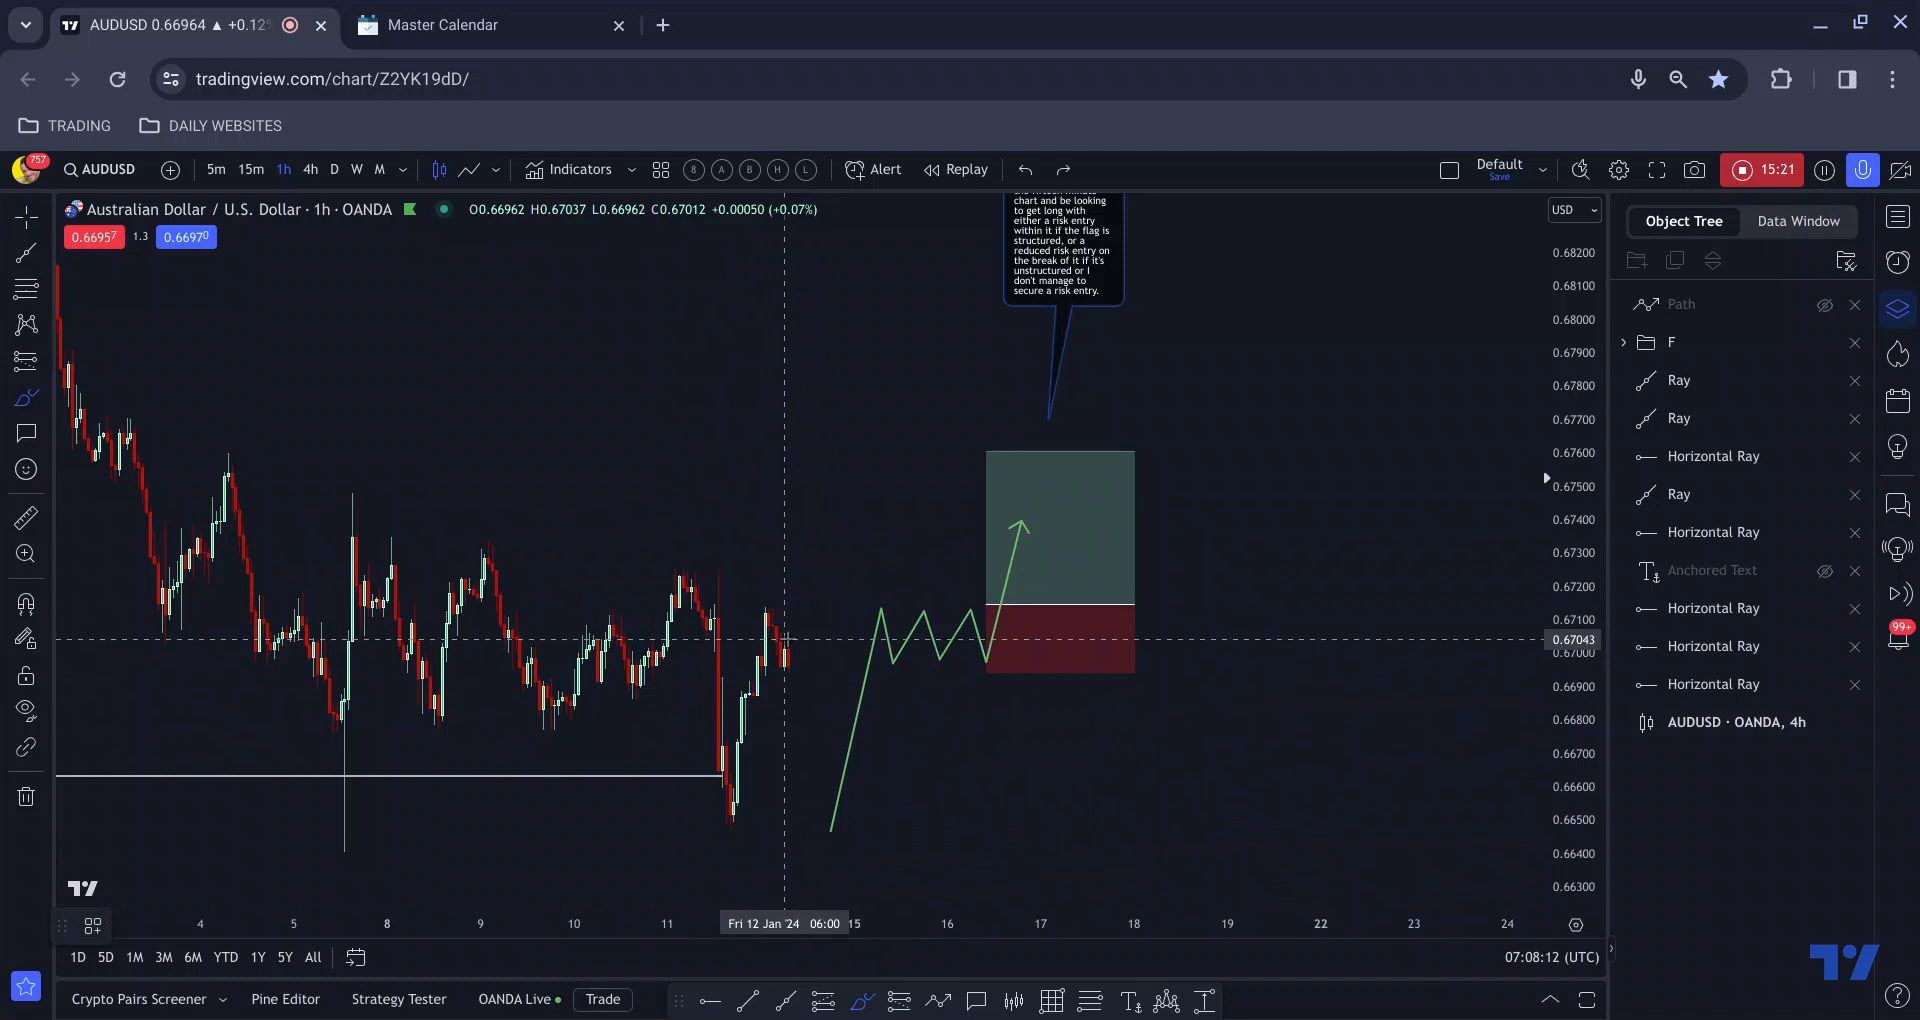 AUDUSD 0.66964 ▲ +0.12%
Master Calendar
tradingview.com/chart/Z2YK19dD/
TRADING
DAILY WEBSITES
757
AUDUSD
5m 15m 1h 4h D W M
Indicators
8 A B H L
Alert
Replay
Default
Save
15:21
Australian Dollar / U.S. Dollar · 1h · OANDA
O0.66962 H0.67037 L0.66962 C0.67012 +0.00050 (+0.07%)
0.66957 1.3 0.66970
chart and be looking
to get long with
either a risk entry
within it if the flag is
structured, or a
reduced risk entry on
the break of it if it's
unstructured or I
don't manage to
secure a risk entry.
USD
0.68200
0.68100
0.68000
0.67900
0.67800
0.67700
0.67600
0.67500
0.67400
0.67300
0.67200
0.67100
0.67043
0.67000
0.66900
0.66800
0.66700
0.66600
0.66500
0.66400
0.66300
Object Tree
Data Window
Path
F
Ray
Ray
Horizontal Ray
Ray
Horizontal Ray
Anchored Text
Horizontal Ray
Horizontal Ray
Horizontal Ray
AUDUSD · OANDA, 4h
99+
4 5 8 9 10 11 Fri 12 Jan '24 06:00 15 16 17 18 19 22 23 24
1D 5D 1M 3M 6M YTD 1Y 5Y All
07:08:12 (UTC)
Crypto Pairs Screener
Pine Editor
Strategy Tester
OANDA Live
Trade